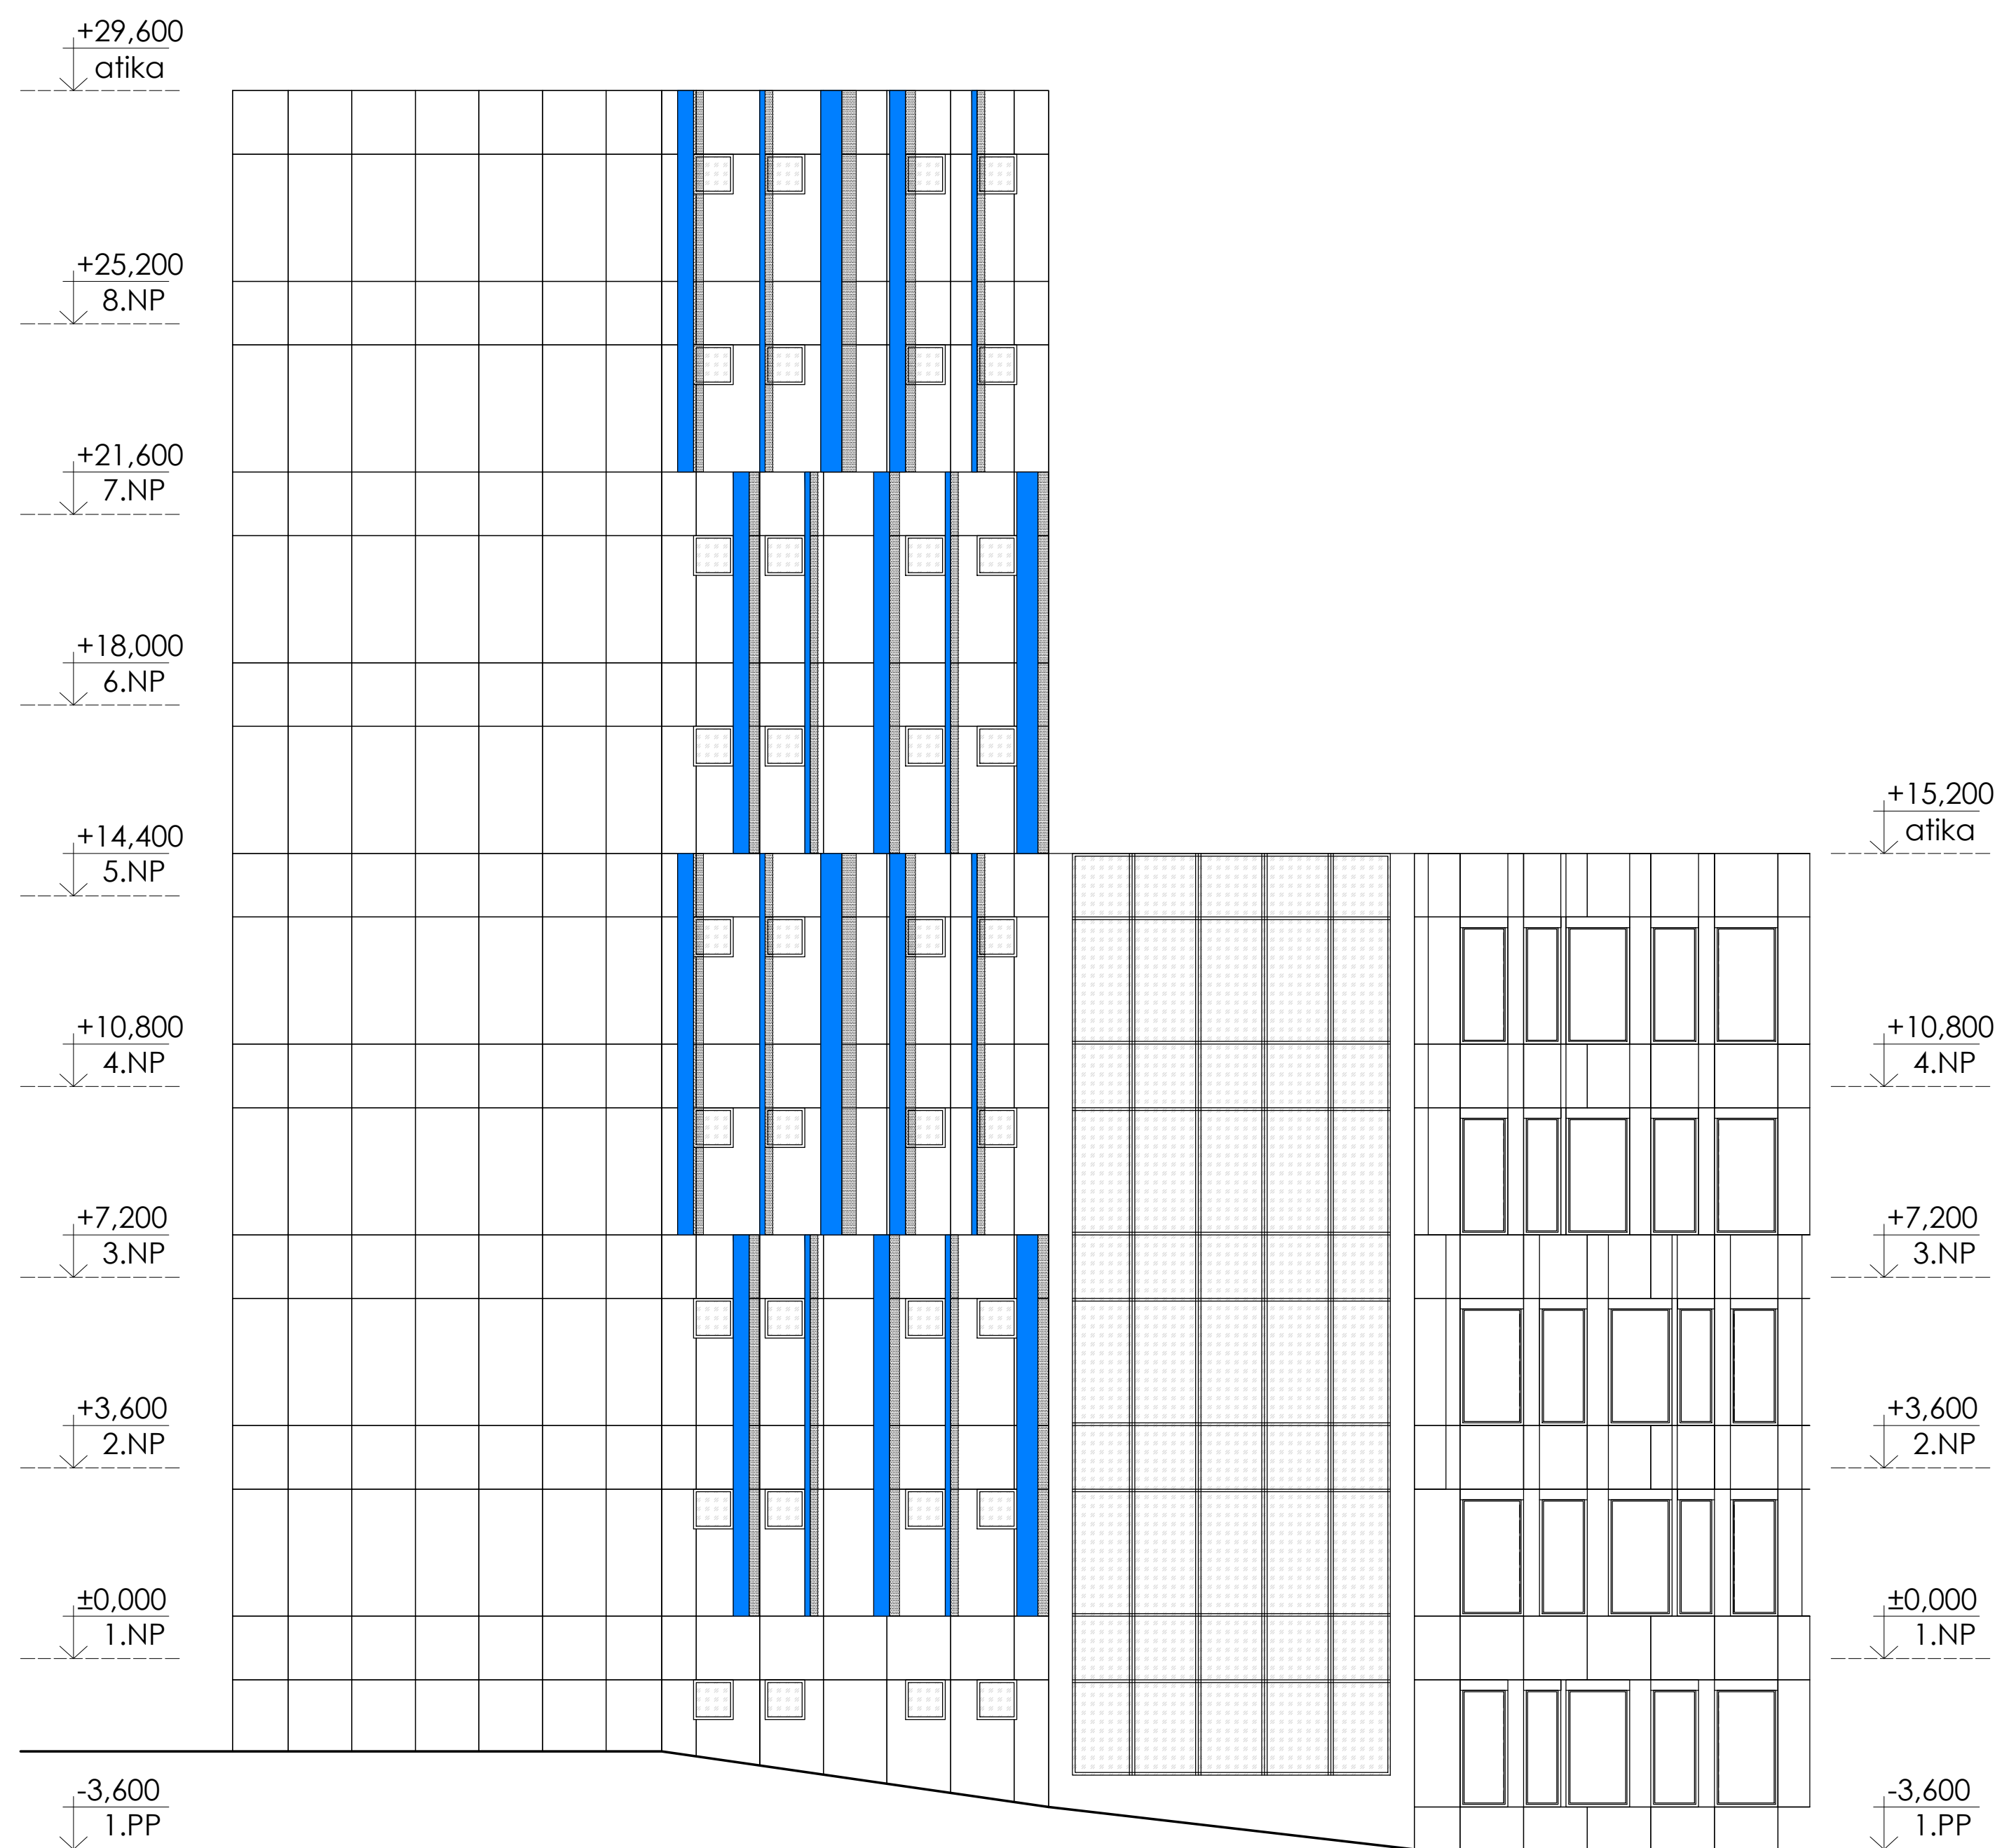 +29,600
atika
+25,200
8.NP
+21,600
7.NP
+18,000
6.NP
+14,400
5.NP
+10,800
4.NP
+7,200
3.NP
+3,600
2.NP
±0,000
1.NP
-3,600
1.PP
+15,200
atika
+10,800
4.NP
+7,200
3.NP
+3,600
2.NP
±0,000
1.NP
-3,600
1.PP